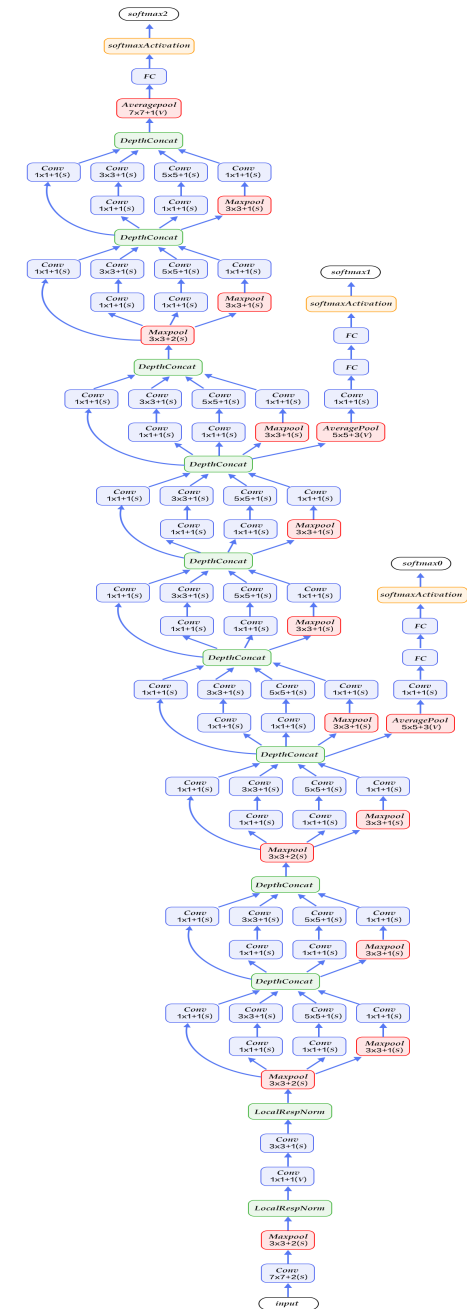 softmax2
softmaxActivation
FC
Averagepool
7x7+1(V)
DepthConcat
Conv Conv Conv Conv
1x1+1(S) 3x3+1(S) 5x5+1(S) 1x1+1(S)
Conv Conv Maxpool
1x1+1(S) 1x1+1(S) 3x3+1(S)
DepthConcat
Conv Conv Conv Conv
1x1+1(S) 3x3+1(S) 5x5+1(S) 1x1+1(S)
softmax1
Conv Conv Maxpool
1x1+1(S) 1x1+1(S) 3x3+1(S)
softmaxActivation
Maxpool
3x3+2(S)
FC
DepthConcat
FC
Conv Conv Conv Conv Conv
1x1+1(S) 3x3+1(S) 5x5+1(S) 1x1+1(S) 1x1+1(S)
Conv Conv Maxpool AveragePool
1x1+1(S) 1x1+1(S) 3x3+1(S) 5x5+3(V)
DepthConcat
Conv Conv Conv Conv
1x1+1(S) 3x3+1(S) 5x5+1(S) 1x1+1(S)
Conv Conv Maxpool
1x1+1(S) 1x1+1(S) 3x3+1(S)
DepthConcat
softmax0
Conv Conv Conv Conv
1x1+1(S) 3x3+1(S) 5x5+1(S) 1x1+1(S)
softmaxActivation
Conv Conv Maxpool
1x1+1(S) 1x1+1(S) 3x3+1(S)
FC
DepthConcat
FC
Conv Conv Conv Conv Conv
1x1+1(S) 3x3+1(S) 5x5+1(S) 1x1+1(S) 1x1+1(S)
Conv Conv Maxpool AveragePool
1x1+1(S) 1x1+1(S) 3x3+1(S) 5x5+3(V)
DepthConcat
Conv Conv Conv Conv
1x1+1(S) 3x3+1(S) 5x5+1(S) 1x1+1(S)
Conv Conv Maxpool
1x1+1(S) 1x1+1(S) 3x3+1(S)
Maxpool
3x3+2(S)
DepthConcat
Conv Conv Conv Conv
1x1+1(S) 3x3+1(S) 5x5+1(S) 1x1+1(S)
Conv Conv Maxpool
1x1+1(S) 1x1+1(S) 3x3+1(S)
DepthConcat
Conv Conv Conv Conv
1x1+1(S) 3x3+1(S) 5x5+1(S) 1x1+1(S)
Conv Conv Maxpool
1x1+1(S) 1x1+1(S) 3x3+1(S)
Maxpool
3x3+2(S)
LocalRespNorm
Conv
3x3+1(S)
Conv
1x1+1(V)
LocalRespNorm
Maxpool
3x3+2(S)
Conv
7x7+2(S)
input